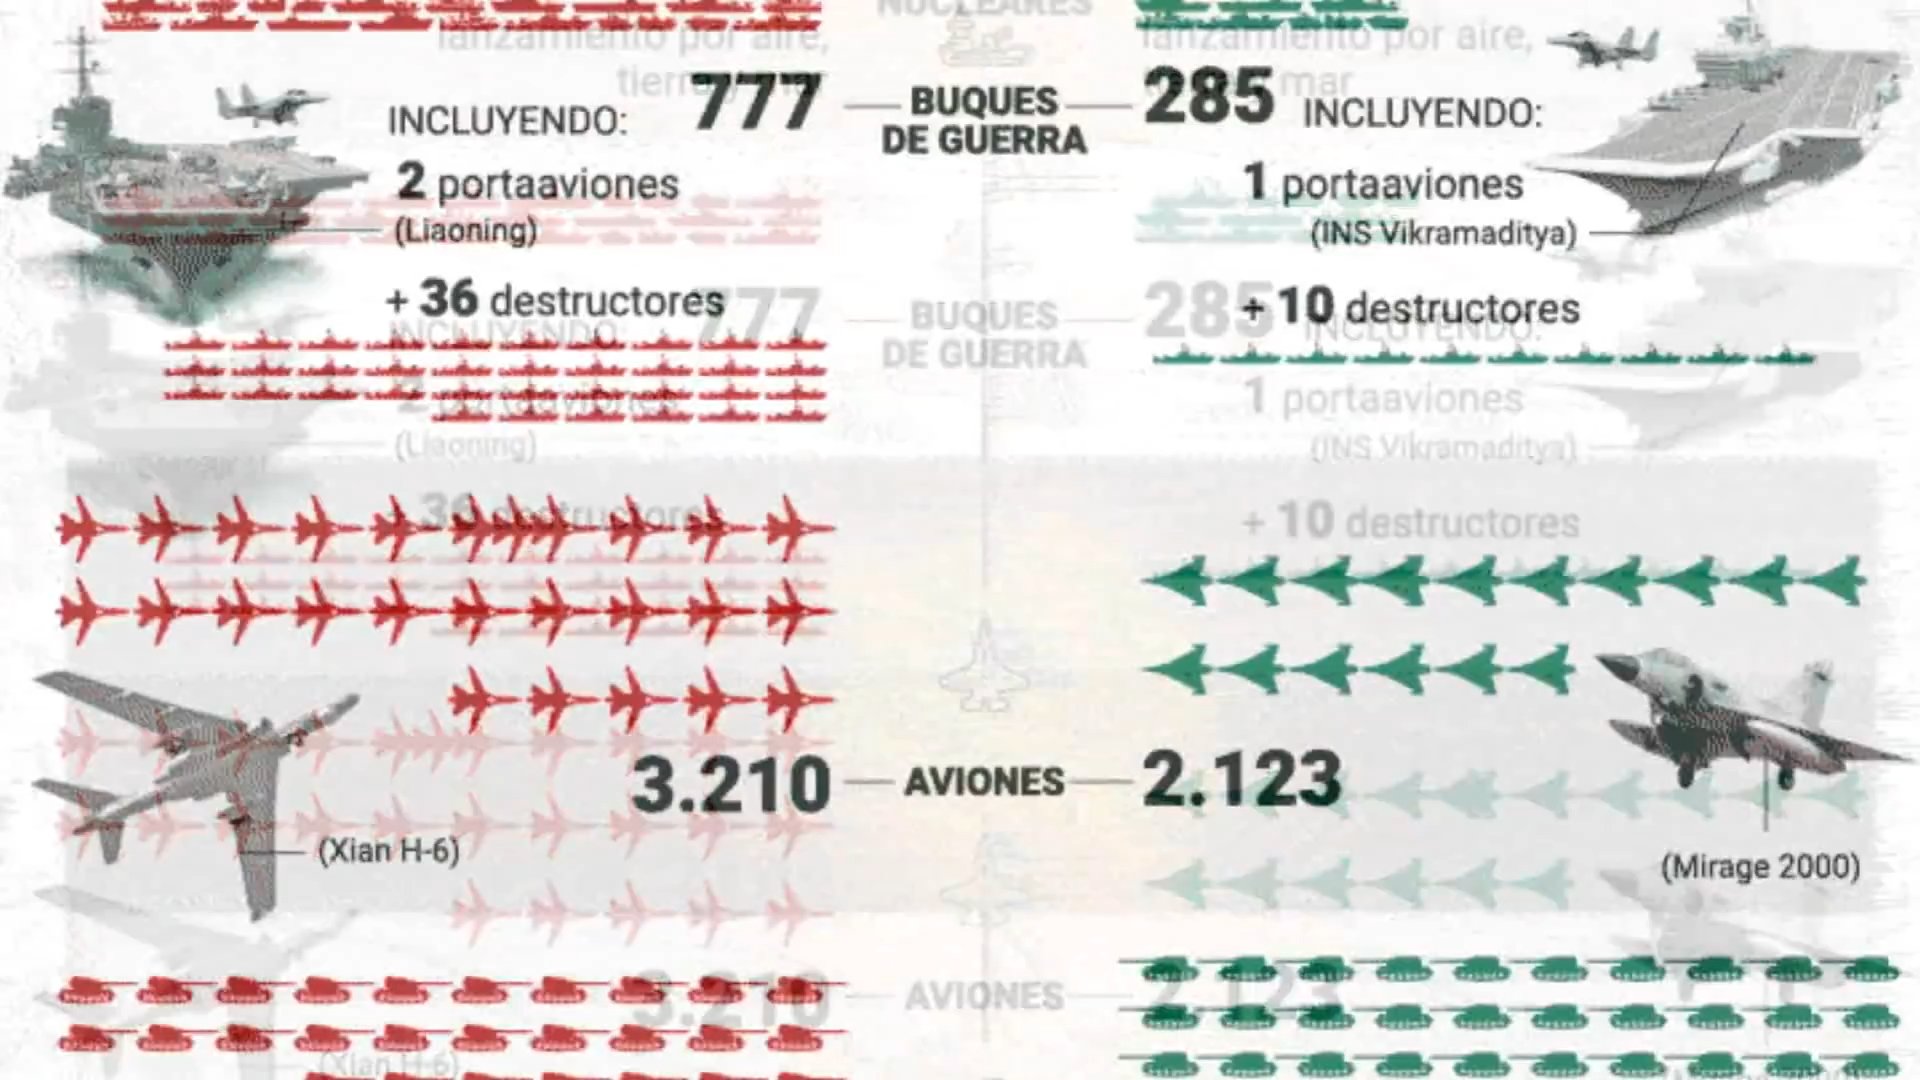 NUCLEARES
lanzamiento por aire,
lanzamiento por aire,
mar
INCLUYENDO: 777
BUQUES
DE GUERRA
285 INCLUYENDO:
2 portaaviones
(Liaoning)
+ 36 destructores
1 portaaviones
(INS Vikramaditya)
+ 10 destructores
INCLUYENDO: 777
BUQUES
DE GUERRA
285 INCLUYENDO:
2 portaaviones
(Liaoning)
36 destructores
1 portaaviones
(INS Vikramaditya)
+ 10 destructores
3.210
AVIONES
2.123
(Xian H-6)
(Mirage 2000)
3.210
AVIONES
2.123
(Xian H-6)